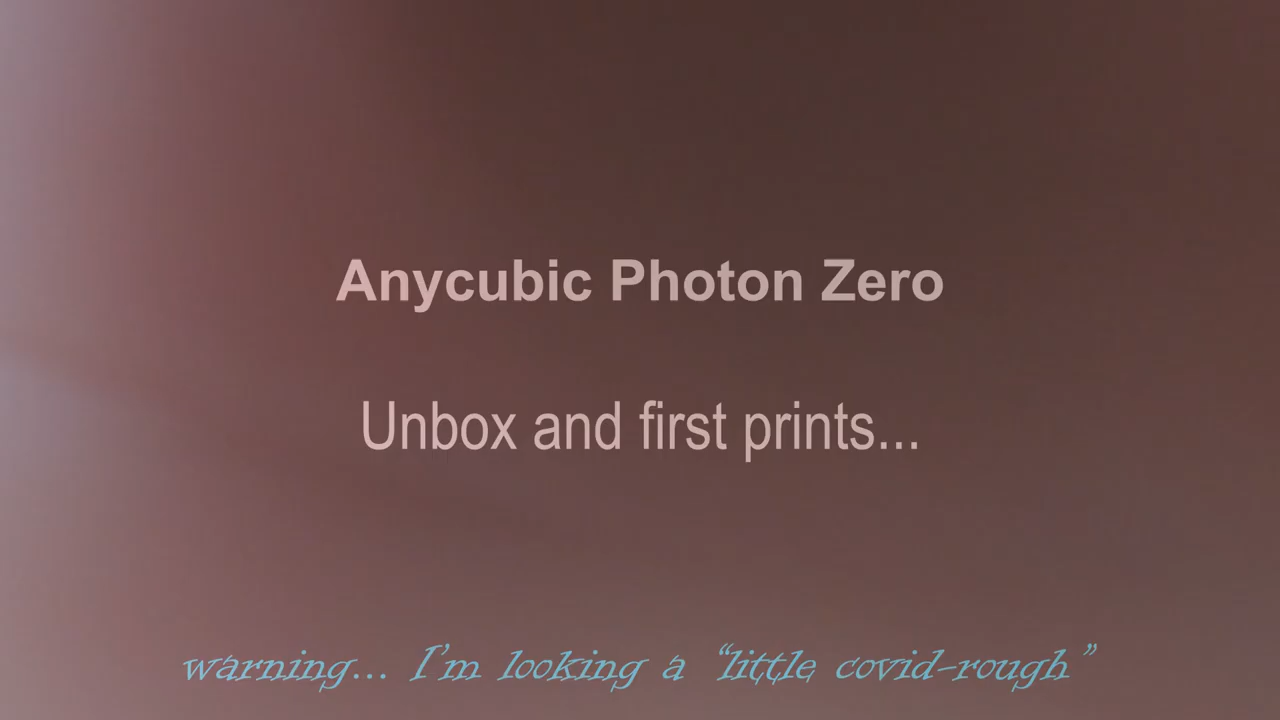 Anycubic Photon Zero
Unbox and first prints...
warning... I'm looking a “little covid-rough”